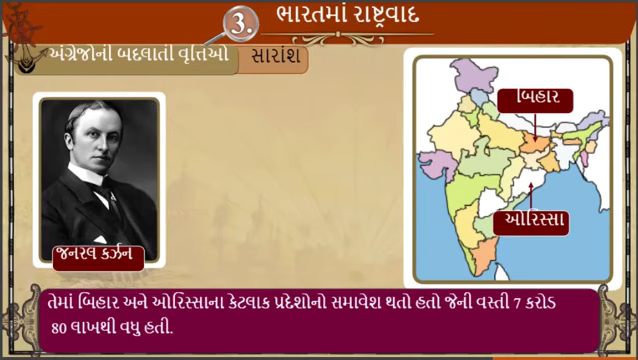 3.
ભારતમાં રાષ્ટ્રવાદ
અંગ્રેજોની બદલાતી વૃત્તિઓ
સારાંશ
બિહાર
ઓરિસ્સા
જનરલ કર્ઝન
તેમાં બિહાર અને ઓરિસ્સાના કેટલાક પ્રદેશોનો સમાવેશ થતો હતો જેની વસ્તી 7 કરોડ
80 લાખથી વધુ હતી.